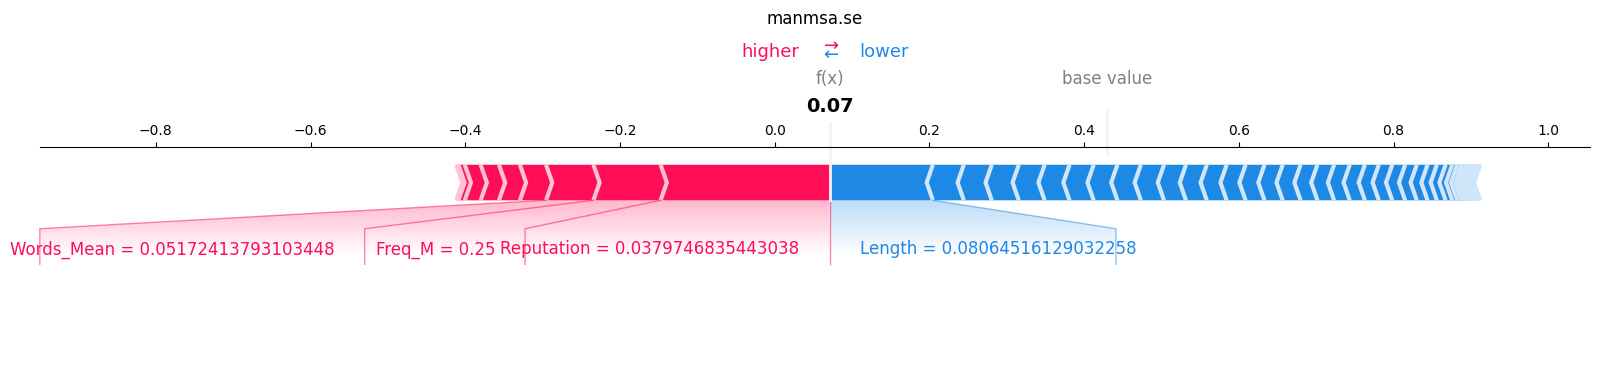 manmsa.se
higher ⇄ lower
f(x) base value
0.07
−0.8 −0.6 −0.4 −0.2 0.0 0.2 0.4 0.6 0.8 1.0
Words_Mean = 0.05172413793103448 Freq_M = 0.25 Reputation = 0.0379746835443038 Length = 0.08064516129032258